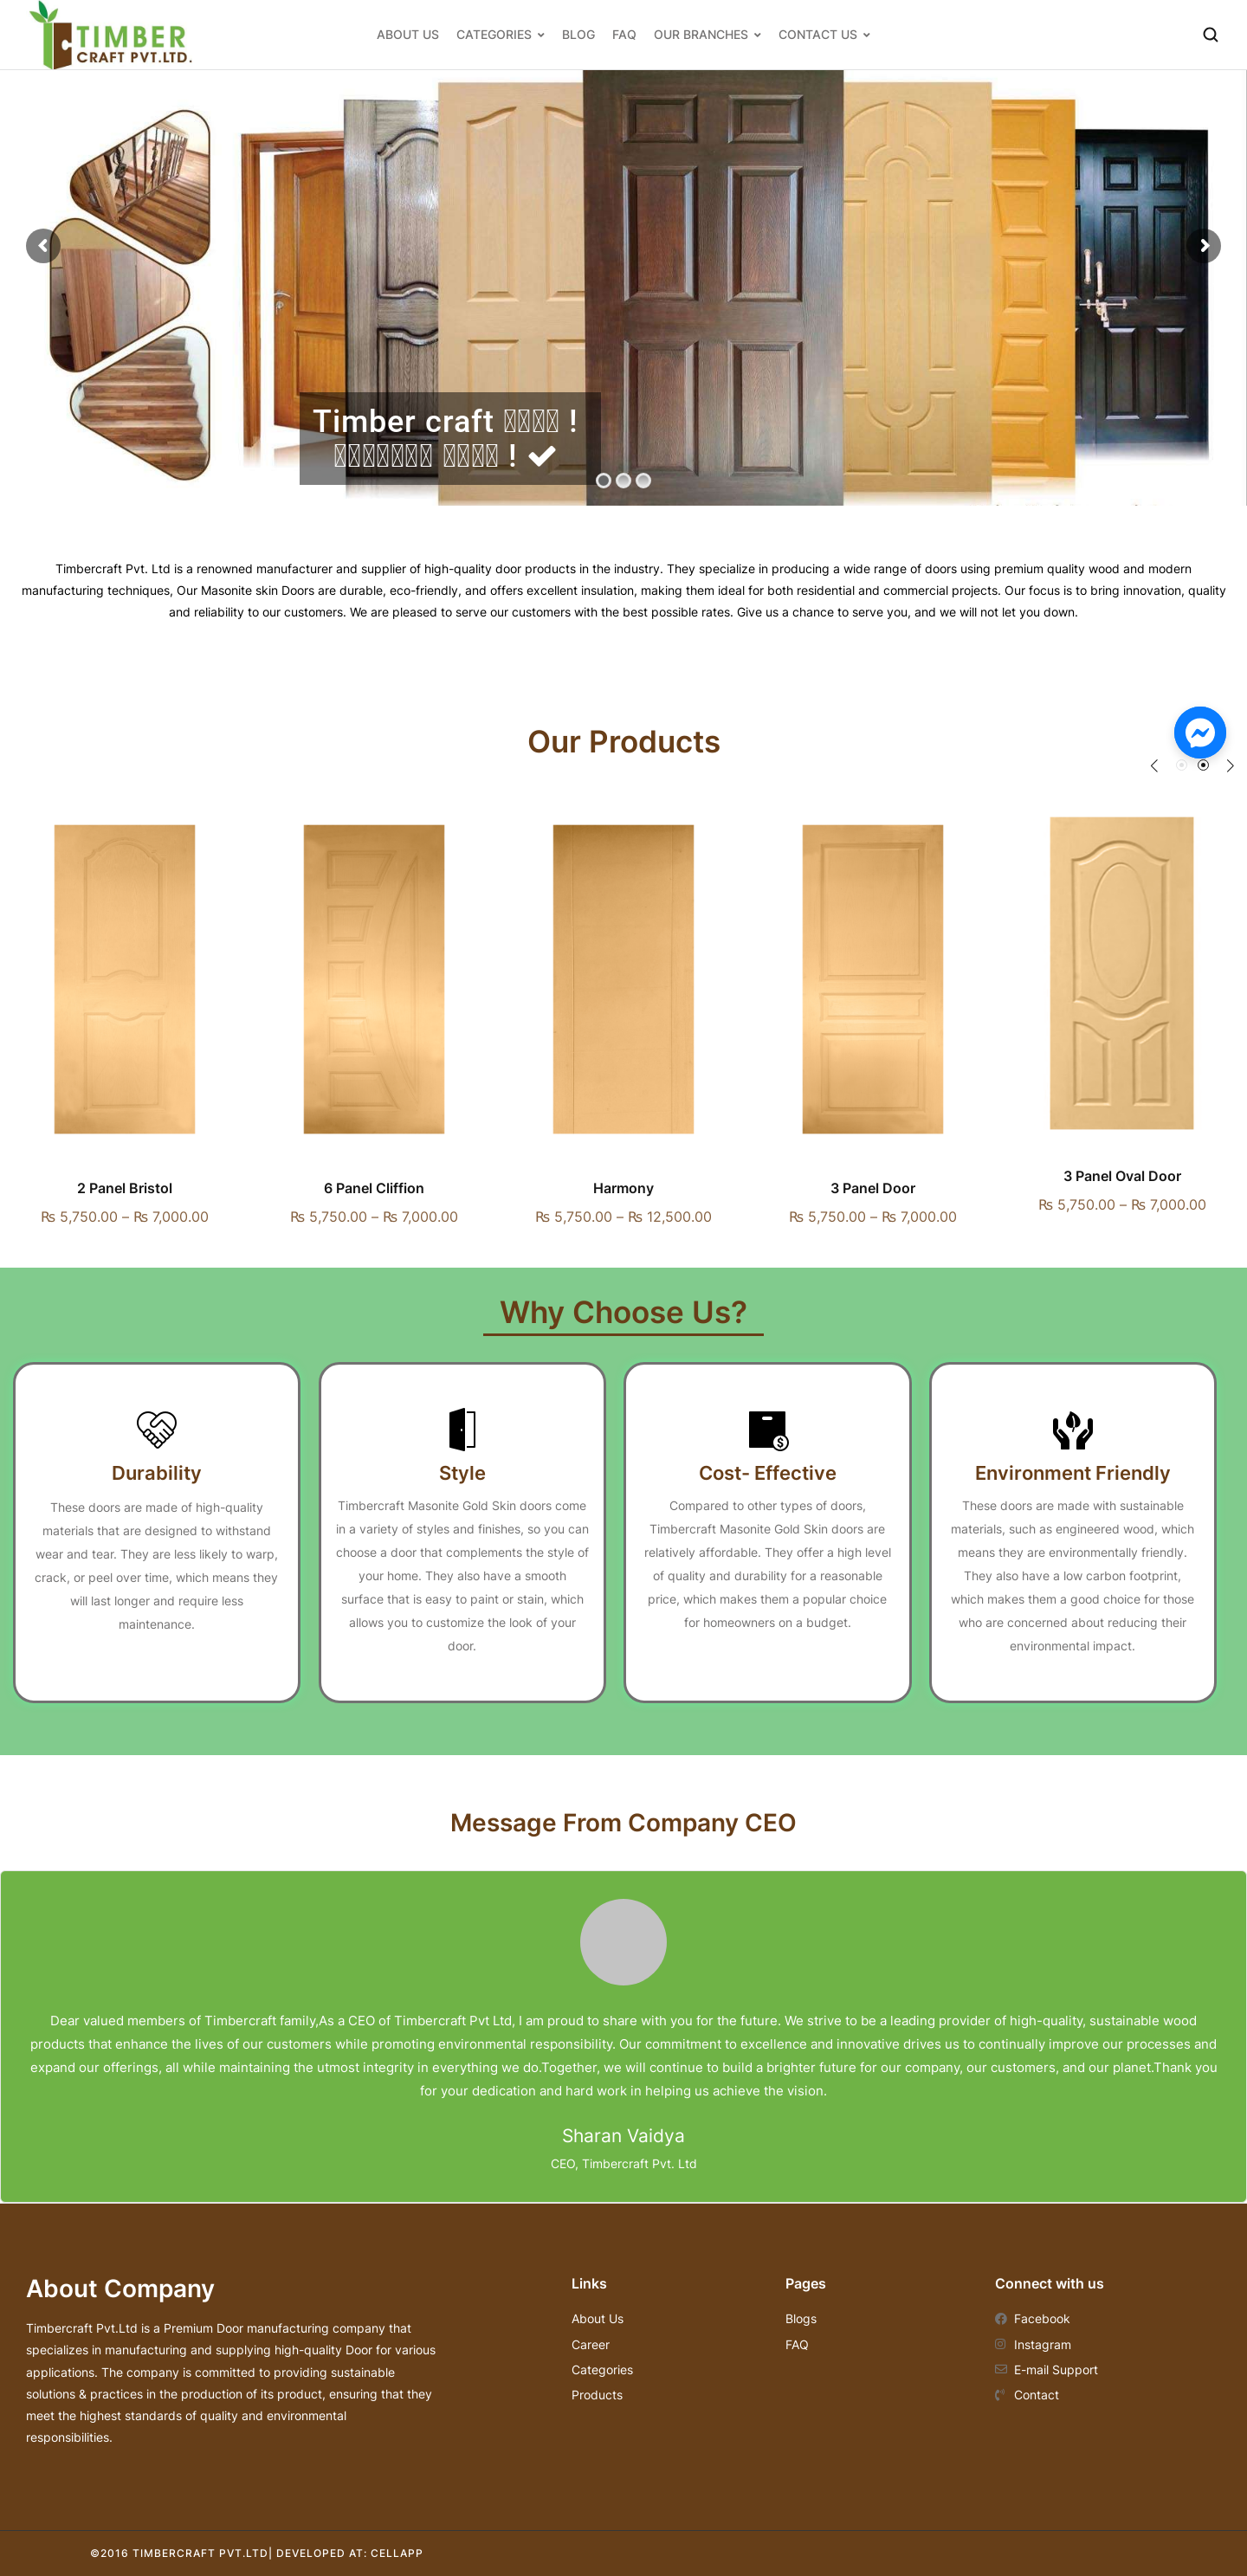 TIMBER
CRAFT PVT.LTD.
ABOUT US
CATEGORIES
BLOG
FAQ
OUR BRANCHES
CONTACT US
Timber craft !
!
Timbercraft Pvt. Ltd is a renowned manufacturer and supplier of high-quality door products in the industry. They specialize in producing a wide range of doors using premium quality wood and modern
manufacturing techniques, Our Masonite skin Doors are durable, eco-friendly, and offers excellent insulation, making them ideal for both residential and commercial projects. Our focus is to bring innovation, quality
and reliability to our customers. We are pleased to serve our customers with the best possible rates. Give us a chance to serve you, and we will not let you down.
Our Products
2 Panel Bristol
₨ 5,750.00 – ₨ 7,000.00
6 Panel Cliffion
₨ 5,750.00 – ₨ 7,000.00
Harmony
₨ 5,750.00 – ₨ 12,500.00
3 Panel Door
₨ 5,750.00 – ₨ 7,000.00
3 Panel Oval Door
₨ 5,750.00 – ₨ 7,000.00
Why Choose Us?
Durability
These doors are made of high-quality
materials that are designed to withstand
wear and tear. They are less likely to warp,
crack, or peel over time, which means they
will last longer and require less
maintenance.
Style
Timbercraft Masonite Gold Skin doors come
in a variety of styles and finishes, so you can
choose a door that complements the style of
your home. They also have a smooth
surface that is easy to paint or stain, which
allows you to customize the look of your
door.
Cost- Effective
Compared to other types of doors,
Timbercraft Masonite Gold Skin doors are
relatively affordable. They offer a high level
of quality and durability for a reasonable
price, which makes them a popular choice
for homeowners on a budget.
Environment Friendly
These doors are made with sustainable
materials, such as engineered wood, which
means they are environmentally friendly.
They also have a low carbon footprint,
which makes them a good choice for those
who are concerned about reducing their
environmental impact.
Message From Company CEO
Dear valued members of Timbercraft family,As a CEO of Timbercraft Pvt Ltd, I am proud to share with you for the future. We strive to be a leading provider of high-quality, sustainable wood
products that enhance the lives of our customers while promoting environmental responsibility. Our commitment to excellence and innovative drives us to continually improve our processes and
expand our offerings, all while maintaining the utmost integrity in everything we do.Together, we will continue to build a brighter future for our company, our customers, and our planet.Thank you
for your dedication and hard work in helping us achieve the vision.
Sharan Vaidya
CEO, Timbercraft Pvt. Ltd
About Company
Timbercraft Pvt.Ltd is a Premium Door manufacturing company that
specializes in manufacturing and supplying high-quality Door for various
applications. The company is committed to providing sustainable
solutions & practices in the production of its product, ensuring that they
meet the highest standards of quality and environmental
responsibilities.
Links
About Us
Career
Categories
Products
Pages
Blogs
FAQ
Connect with us
Facebook
Instagram
E-mail Support
Contact
©2016 TIMBERCRAFT PVT.LTD| DEVELOPED AT: CELLAPP